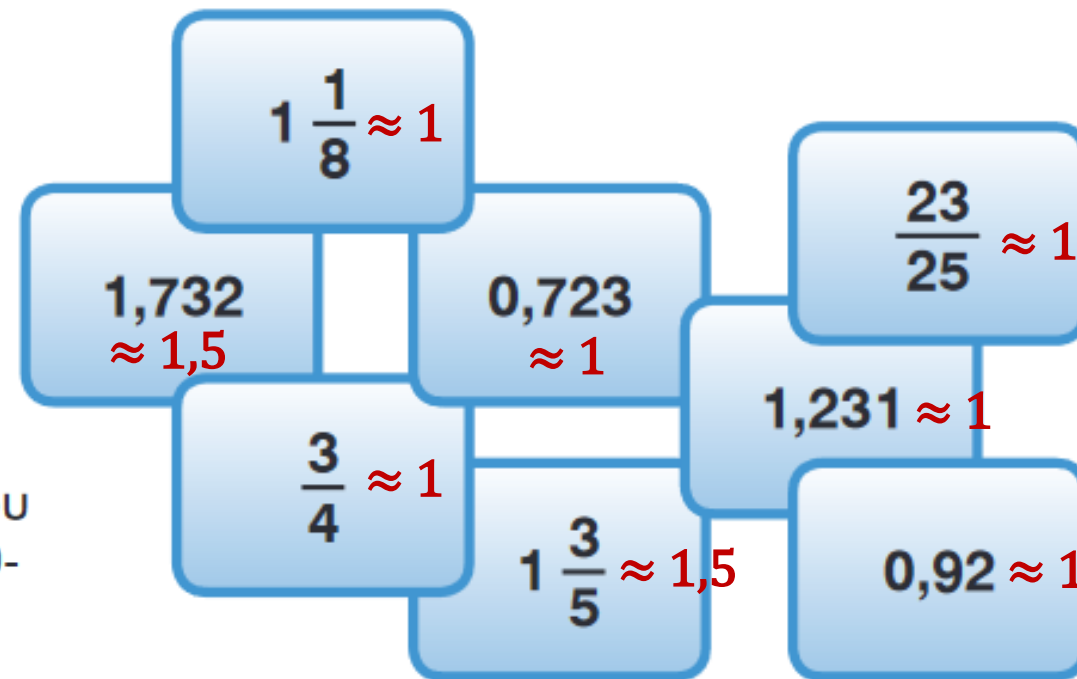 1 1/8 ≈ 1
1,732
≈ 1,5
0,723
≈ 1
23/25 ≈ 1
1,231 ≈ 1
3/4 ≈ 1
1 3/5 ≈ 1,5
0,92 ≈ 1
U